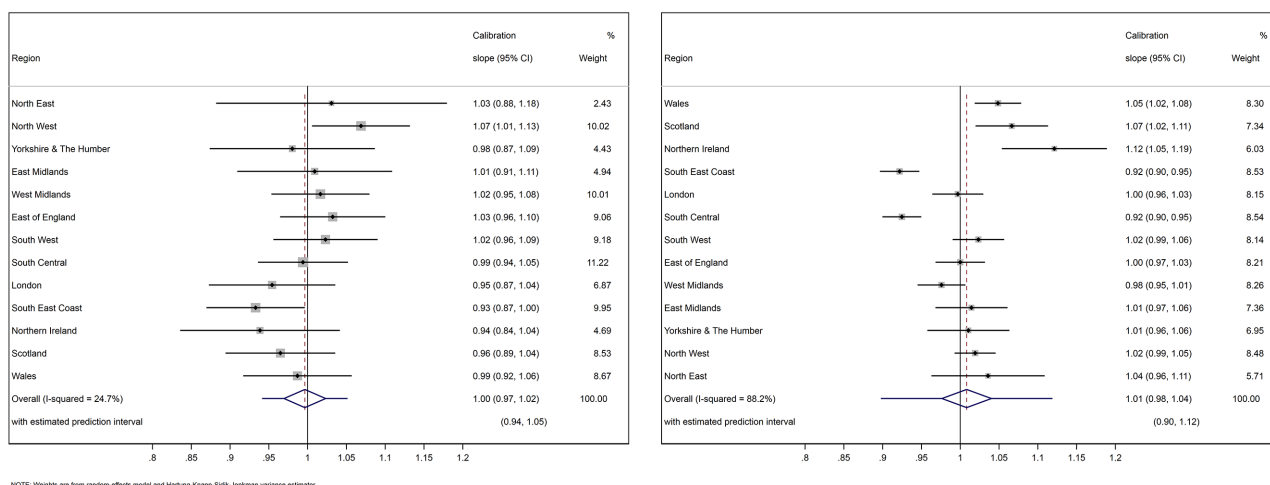 Calibration %
Region slope (95% CI) Weight
North East 1.03 (0.88, 1.18) 2.43
North West 1.07 (1.01, 1.13) 10.02
Yorkshire & The Humber 0.98 (0.87, 1.09) 4.43
East Midlands 1.01 (0.91, 1.11) 4.94
West Midlands 1.02 (0.95, 1.08) 10.01
East of England 1.03 (0.96, 1.10) 9.06
South West 1.02 (0.96, 1.09) 9.18
South Central 0.99 (0.94, 1.05) 11.22
London 0.95 (0.87, 1.04) 6.87
South East Coast 0.93 (0.87, 1.00) 9.95
Northern Ireland 0.94 (0.84, 1.04) 4.69
Scotland 0.96 (0.89, 1.04) 8.53
Wales 0.99 (0.92, 1.06) 8.67
Overall (I-squared = 24.7%) 1.00 (0.97, 1.02) 100.00
with estimated prediction interval (0.94, 1.05)
.8 .85 .9 .95 1 1.05 1.1 1.15 1.2
NOTE: Weights are from random effects model and Hartung-Knapp-Sidik-Jonkman variance estimator
Calibration %
Region slope (95% CI) Weight
Wales 1.05 (1.02, 1.08) 8.30
Scotland 1.07 (1.02, 1.11) 7.34
Northern Ireland 1.12 (1.05, 1.19) 6.03
South East Coast 0.92 (0.90, 0.95) 8.53
London 1.00 (0.96, 1.03) 8.15
South Central 0.92 (0.90, 0.95) 8.54
South West 1.02 (0.99, 1.06) 8.14
East of England 1.00 (0.97, 1.03) 8.21
West Midlands 0.98 (0.95, 1.01) 8.26
East Midlands 1.01 (0.97, 1.06) 7.36
Yorkshire & The Humber 1.01 (0.96, 1.06) 6.95
North West 1.02 (0.99, 1.05) 8.48
North East 1.04 (0.96, 1.11) 5.71
Overall (I-squared = 88.2%) 1.01 (0.98, 1.04) 100.00
with estimated prediction interval (0.90, 1.12)
.8 .85 .9 .95 1 1.05 1.1 1.15 1.2